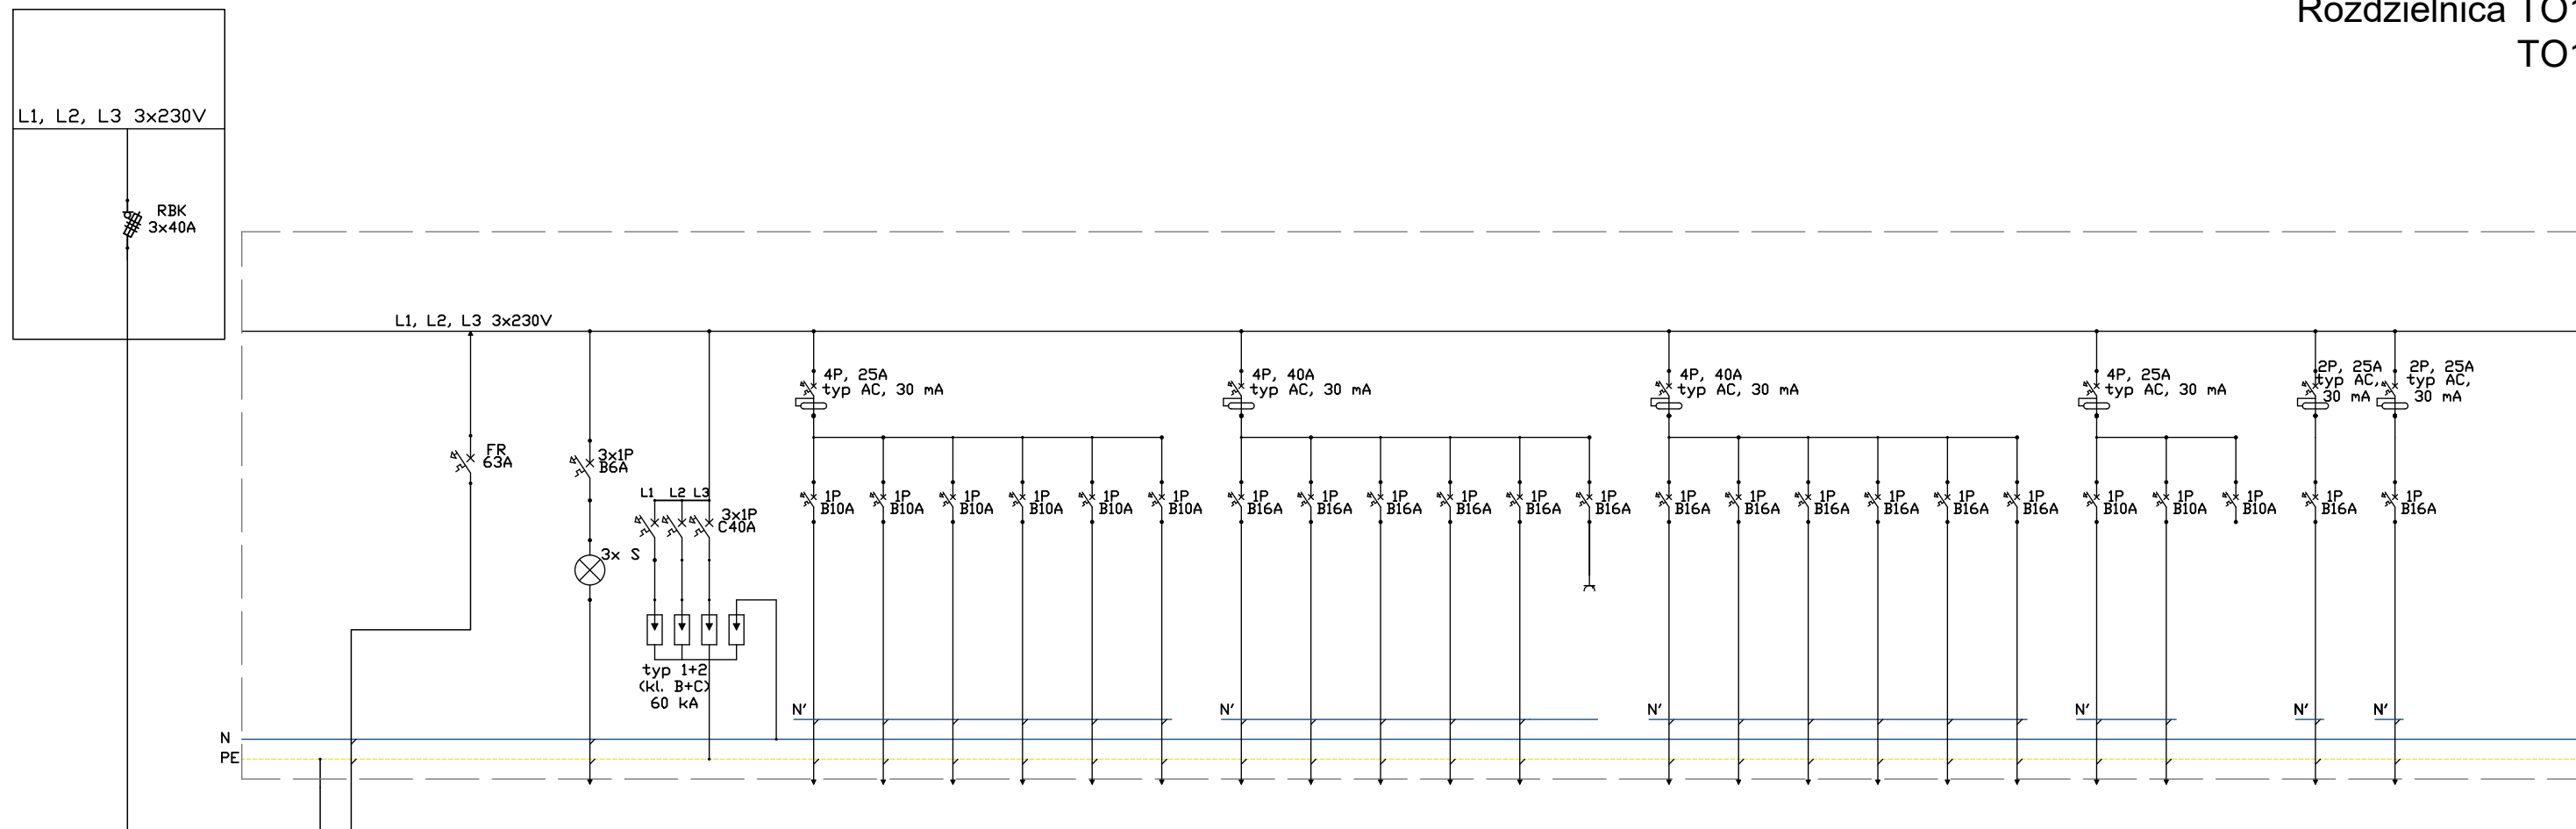 Rozdzielnica TO1
TO1
L1, L2, L3 3x230V
RBK
3x40A
L1, L2, L3 3x230V
4P, 25A
typ AC, 30 mA
4P, 40A
typ AC, 30 mA
4P, 40A
typ AC, 30 mA
4P, 25A
typ AC, 30 mA
2P, 25A
typ AC,
30 mA
2P, 25A
typ AC,
30 mA
FR
63A
3x1P
B6A
L1 L2 L3
3x1P
C40A
3x S
1P
B10A
1P
B10A
1P
B10A
1P
B10A
1P
B10A
1P
B10A
1P
B16A
1P
B16A
1P
B16A
1P
B16A
1P
B16A
1P
B16A
1P
B16A
1P
B16A
1P
B16A
1P
B16A
1P
B16A
1P
B16A
1P
B10A
1P
B10A
1P
B10A
1P
B16A
1P
B16A
typ 1+2
(kl. B+C)
60 kA
N' N' N' N' N' N'
N
PE